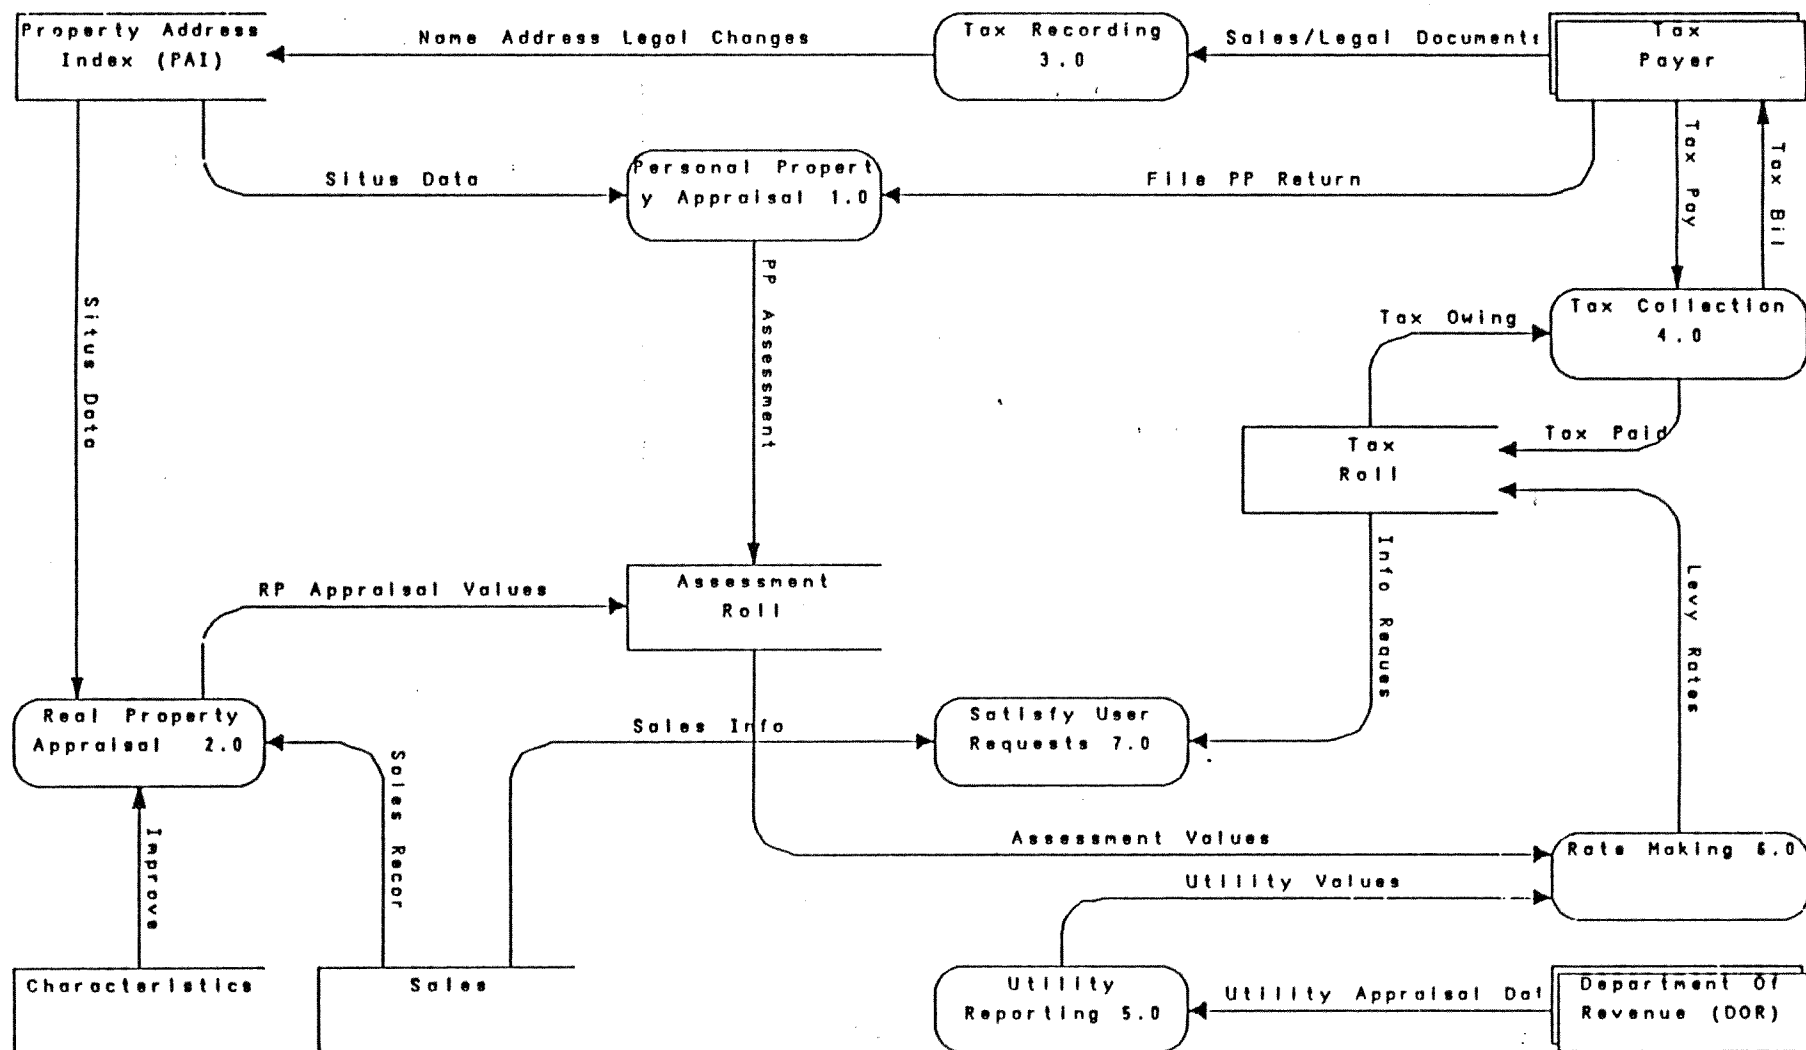 Property Address
Index (PAI)
Name Address Legal Changes
Tax Recording
3.0
Sales/Legal Documents
Tax
Payer
Situs Data
Personal Propert
y Appraisal 1.0
File PP Return
Tax Pay
Tax Bil
Situs Data
PP Assessment
Tax Owing
Tax Collection
4.0
Tax Paid
Tax
Roll
RP Appraisal Values
Assessment
Roll
Info Reques
Levy Rates
Real Property
Appraisal 2.0
Sales Info
Satisfy User
Requests 7.0
Sales Recor
Improve
Assessment Values
Rate Making 6.0
Utility Values
Characteristics
Sales
Utility
Reporting 5.0
Utility Appraisal Dat
Department Of
Revenue (DOR)